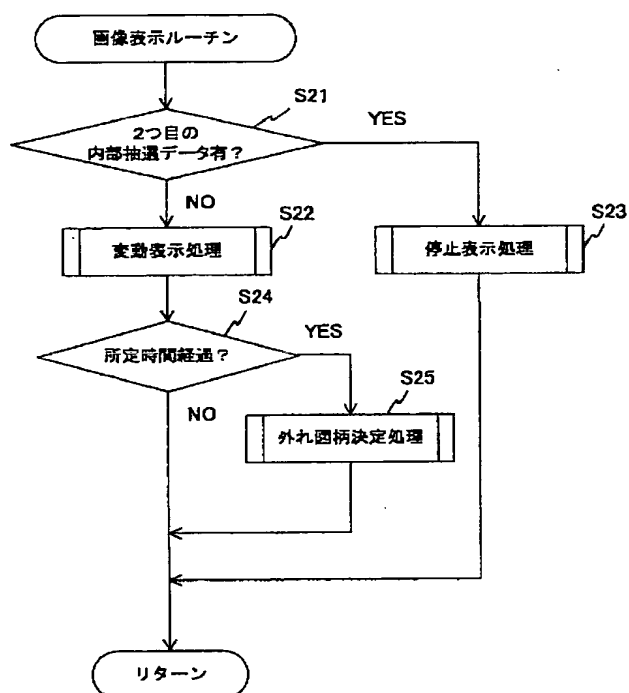 画像表示ルーチン
S21
2つ目の
内部抽選データ有？
YES
NO
S22
変動表示処理
S23
停止表示処理
S24
所定時間経過？
YES
NO
S25
外れ図柄決定処理
リターン